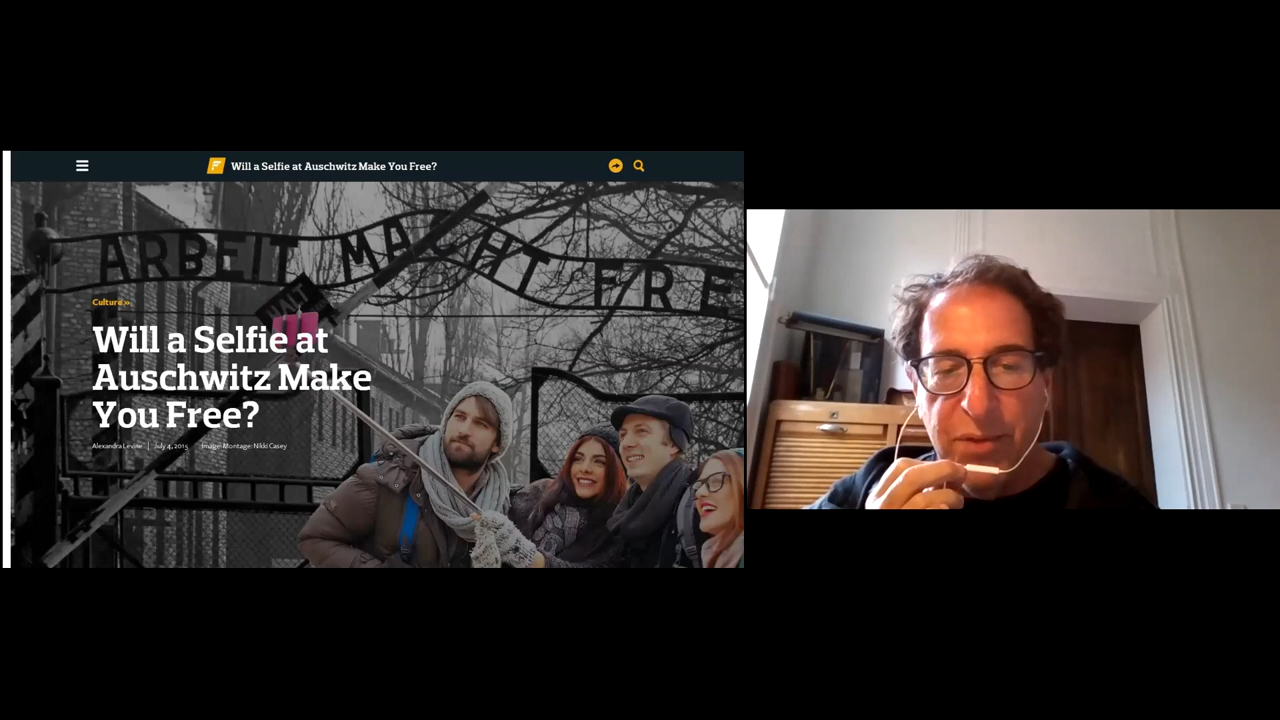 Will a Selfie at Auschwitz Make You Free?
ARBEIT MACHT FREI
HALT
Culture »
Will a Selfie at
Auschwitz Make
You Free?
Alexandra Levine | July 4, 2015 Image: Montage: Nikki Casey